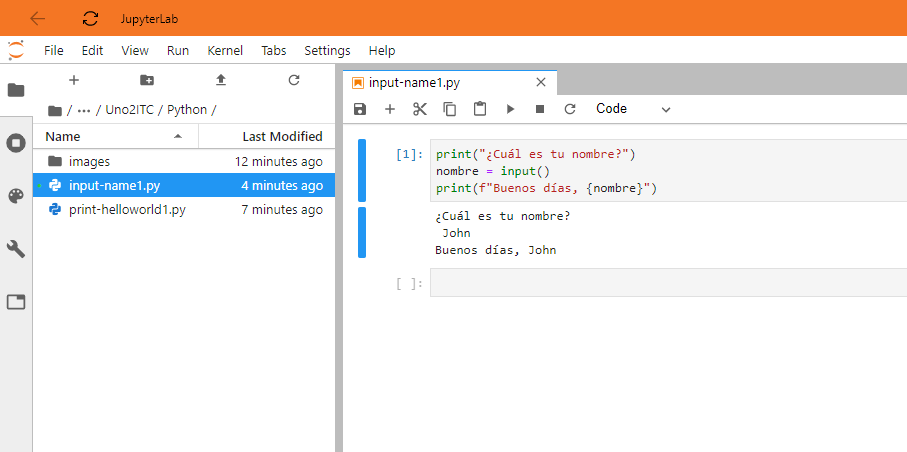 JupyterLab
File Edit View Run Kernel Tabs Settings Help
/ ··· / Uno2ITC / Python /
Name Last Modified
images 12 minutes ago
input-name1.py 4 minutes ago
print-helloworld1.py 7 minutes ago
input-name1.py
Code
[1]: print("¿Cuál es tu nombre?")
nombre = input()
print(f"Buenos días, {nombre}")
¿Cuál es tu nombre?
John
Buenos días, John
[ ]: